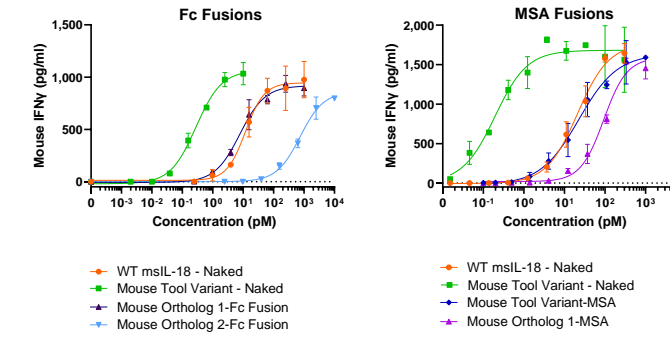 Fc Fusions
Mouse IFNγ (pg/ml)
1,500
1,000
500
0
0
10-3
10-2
10-1
100
101
102
103
104
Concentration (pM)
WT msIL-18 - Naked
Mouse Tool Variant - Naked
Mouse Ortholog 1-Fc Fusion
Mouse Ortholog 2-Fc Fusion
MSA Fusions
Mouse IFNγ (pg/ml)
2,000
1,500
1,000
500
0
0
10-1
100
101
102
103
Concentration (pM)
WT msIL-18 - Naked
Mouse Tool Variant - Naked
Mouse Tool Variant-MSA
Mouse Ortholog 1-MSA